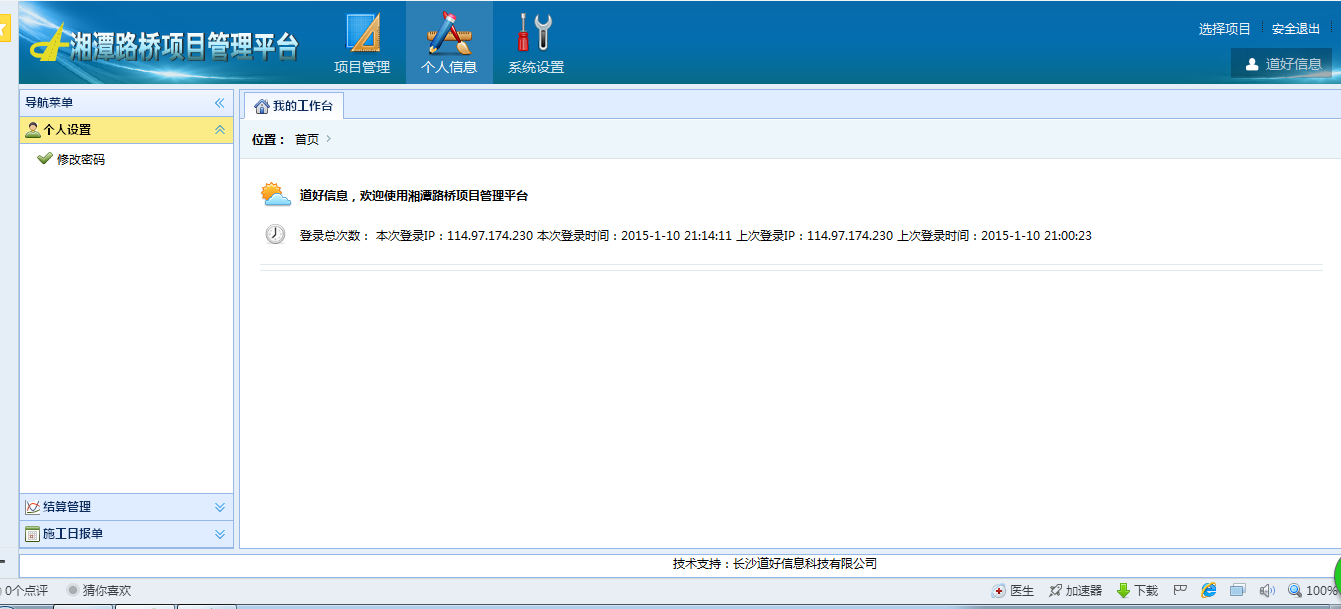 湘潭路桥项目管理平台
项目管理 个人信息 系统设置
选择项目 安全退出
道好信息
导航菜单
个人设置
修改密码
结算管理
施工日报单
我的工作台
位置： 首页
道好信息，欢迎使用湘潭路桥项目管理平台
登录总次数： 本次登录IP：114.97.174.230 本次登录时间：2015-1-10 21:14:11 上次登录IP：114.97.174.230 上次登录时间：2015-1-10 21:00:23
技术支持：长沙道好信息科技有限公司
0个点评 猜你喜欢 医生 加速器 下载 100%